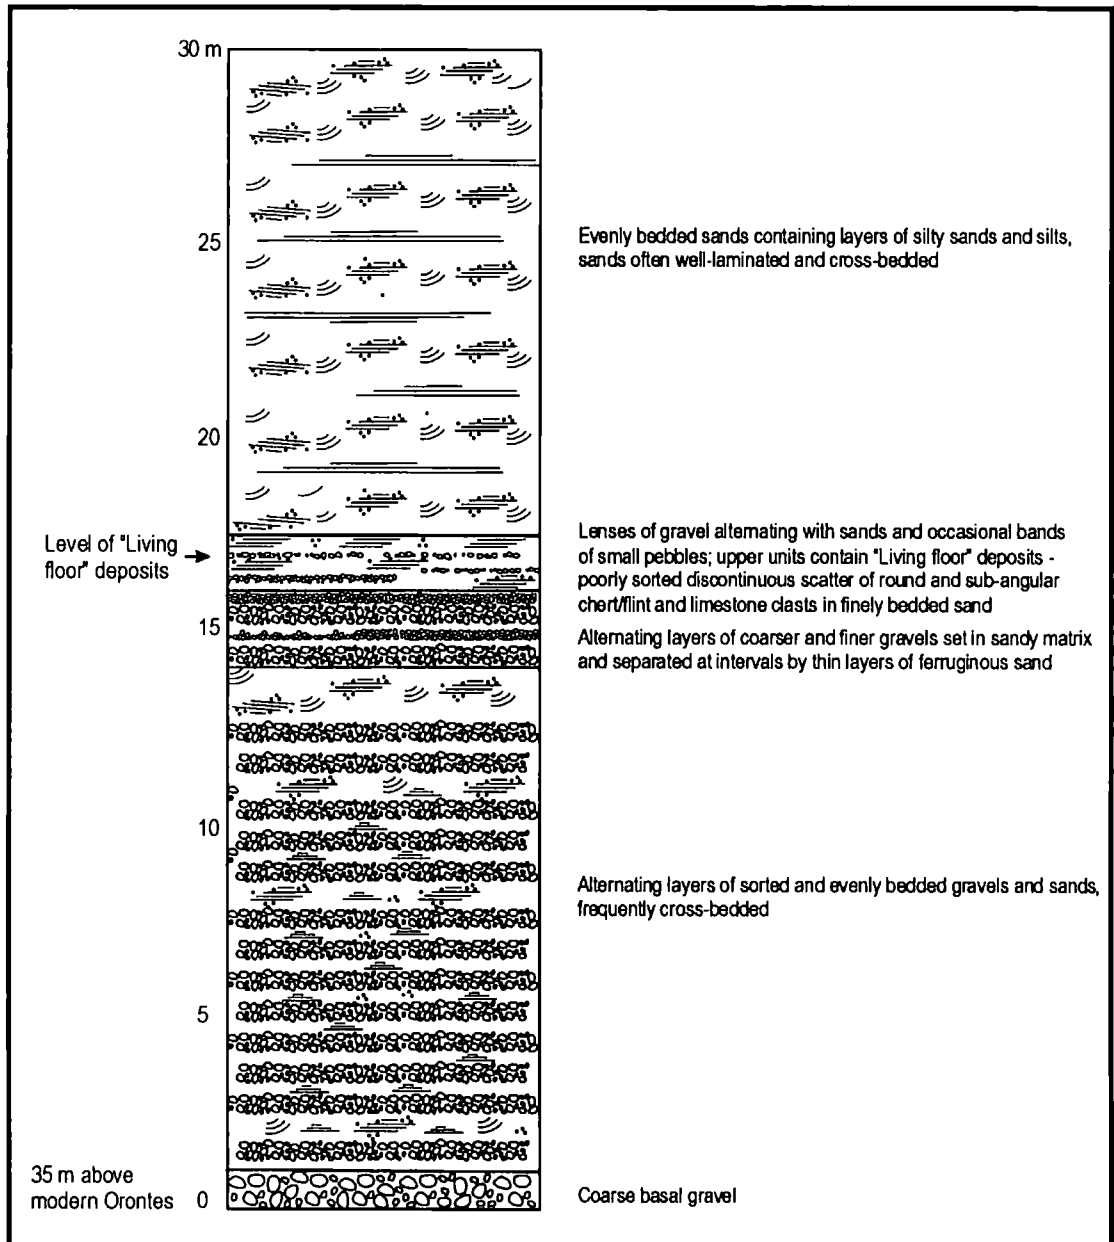 30 m
25
Evenly bedded sands containing layers of silty sands and silts,
sands often well-laminated and cross-bedded
20
Level of "Living
floor" deposits
Lenses of gravel alternating with sands and occasional bands
of small pebbles; upper units contain "Living floor" deposits -
poorly sorted discontinuous scatter of round and sub-angular
chert/flint and limestone clasts in finely bedded sand
15
Alternating layers of coarser and finer gravels set in sandy matrix
and separated at intervals by thin layers of ferruginous sand
10
Alternating layers of sorted and evenly bedded gravels and sands,
frequently cross-bedded
5
35 m above
modern Orontes
0
Coarse basal gravel